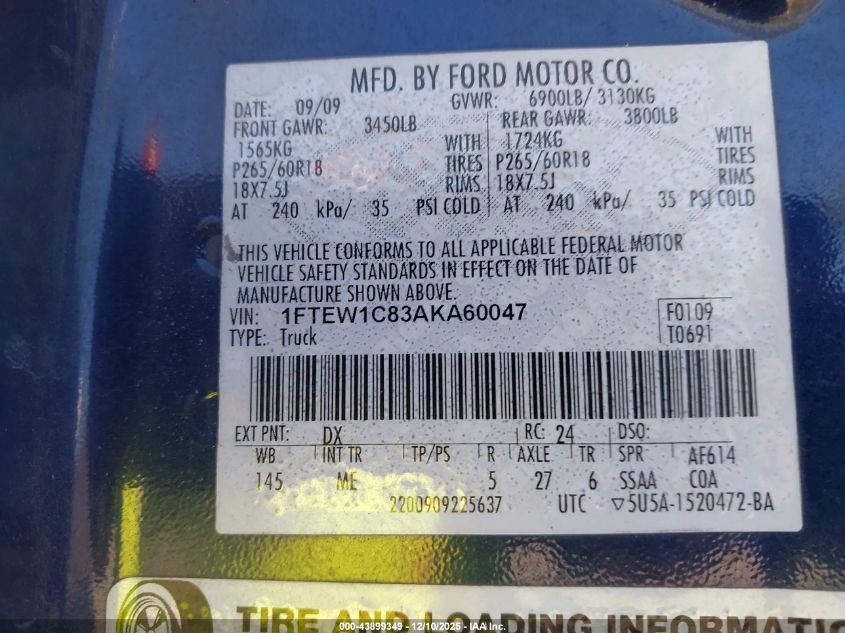 MFD. BY FORD MOTOR CO.
DATE: 09/09 GVWR: 6900LB/ 3130KG
FRONT GAWR: 3450LB REAR GAWR: 3800LB
1565KG WITH 1724KG WITH
P265/60R18 TIRES P265/60R18 TIRES
18X7.5J RIMS 18X7.5J RIMS
AT 240 kPa/ 35 PSI COLD AT 240 kPa/ 35 PSI COLD
THIS VEHICLE CONFORMS TO ALL APPLICABLE FEDERAL MOTOR
VEHICLE SAFETY STANDARDS IN EFFECT ON THE DATE OF
MANUFACTURE SHOWN ABOVE.
VIN: 1FTEW1C83AKA60047 F0109
TYPE: Truck T0691
EXT PNT: DX RC: 24 DSO:
WB INT TR TP/PS R AXLE TR SPR AF614
145 ME 5 27 6 SSAA COA
2200909225637 UTC ▽5U5A-1520472-BA
TIRE AND LOADING INFORMATION
000-43899349 - 12/10/2025 - IAA Inc.